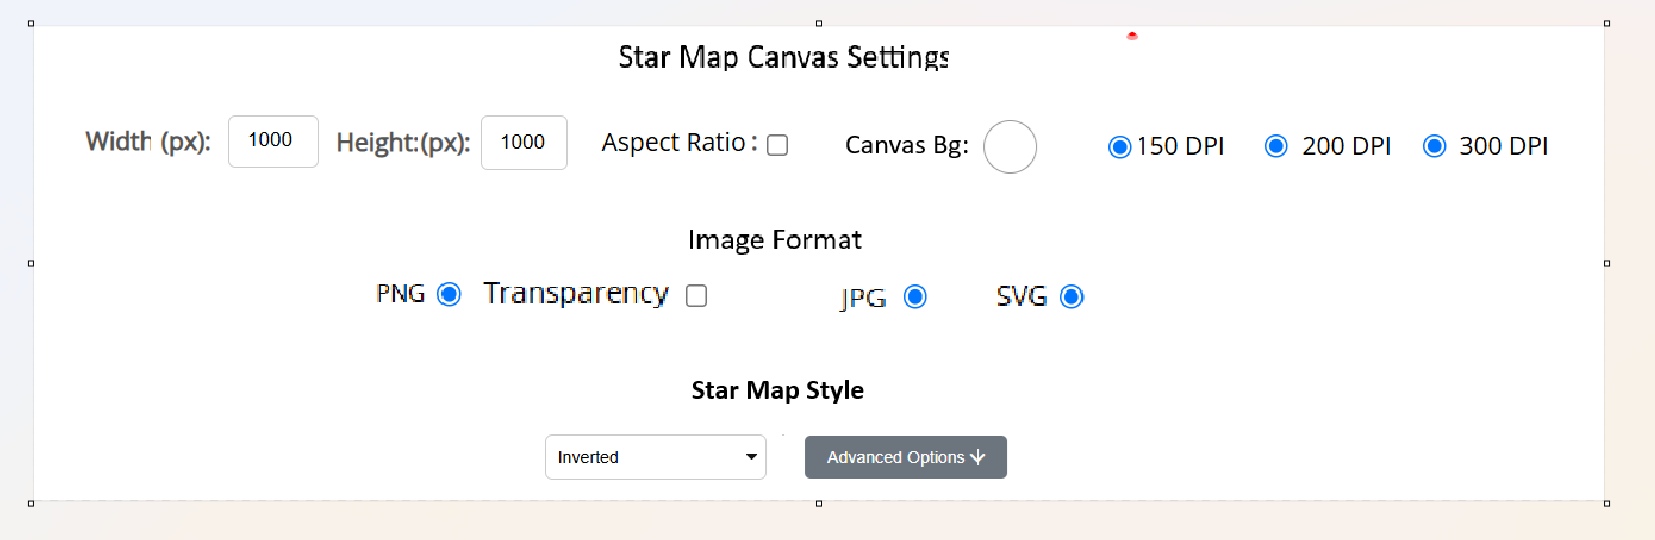 Star Map Canvas Settings
Width (px): 1000 Height:(px): 1000 Aspect Ratio : Canvas Bg: 150 DPI 200 DPI 300 DPI
Image Format
PNG Transparency JPG SVG
Star Map Style
Inverted Advanced Options